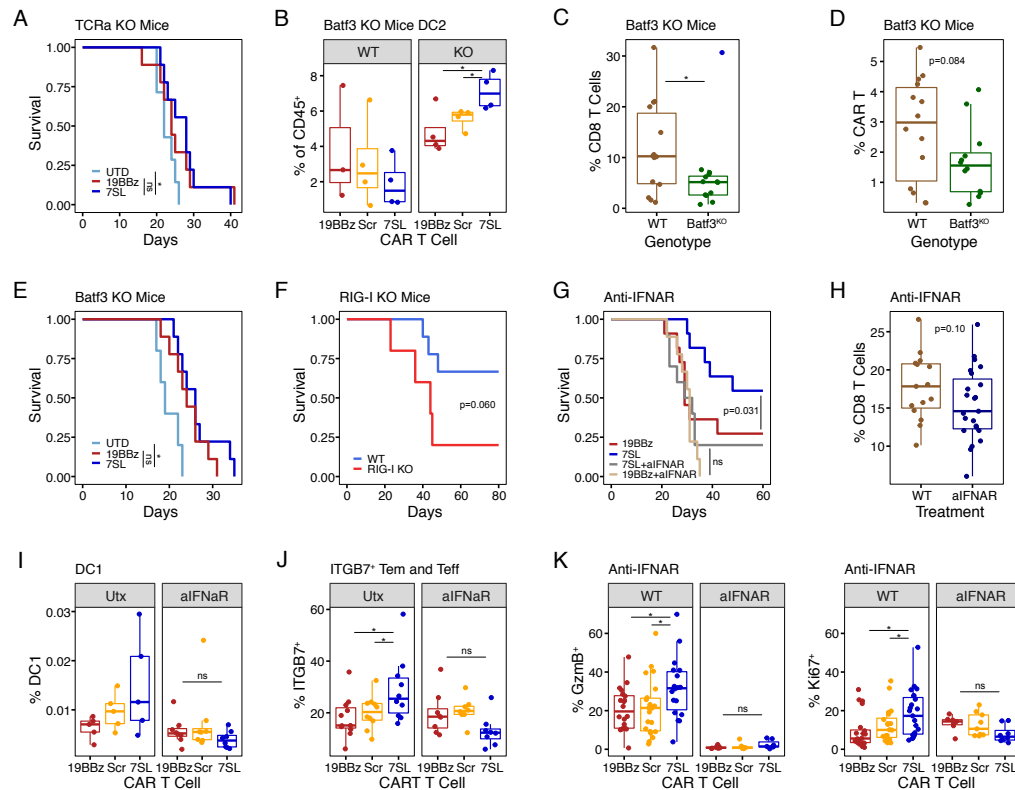 A
TCRa KO Mice
Survival
1.00
0.75
0.50
0.25
0.00
UTD
19BBz
7SL
ns
*
0 10 20 30 40
Days
B
Batf3 KO Mice DC2
WT KO
% of CD45+
6
4
2
* *
19BBz Scr 7SL 19BBz Scr 7SL
CAR T Cell
C
Batf3 KO Mice
% CD8 T Cells
30
20
10
0
*
WT Batf3KO
Genotype
D
Batf3 KO Mice
% CAR T
5
4
3
2
1
p=0.084
WT Batf3KO
Genotype
E
Batf3 KO Mice
Survival
1.00
0.75
0.50
0.25
0.00
UTD
19BBz
7SL
ns
*
0 10 20 30
Days
F
RIG-I KO Mice
Survival
1.00
0.75
0.50
0.25
0.00
p=0.060
WT
RIG-I KO
0 20 40 60 80
Days
G
Anti-IFNAR
Survival
1.00
0.75
0.50
0.25
0.00
p=0.031
19BBz
7SL
7SL+aIFNAR
19BBz+aIFNAR
ns
0 20 40 60
Days
H
Anti-IFNAR
% CD8 T Cells
25
20
15
10
p=0.10
WT aIFNAR
Treatment
I
DC1
Utx aIFNaR
% DC1
0.03
0.02
0.01
0.00
ns
19BBz Scr 7SL 19BBz Scr 7SL
CAR T Cell
J
ITGB7+ Tem and Teff
Utx aIFNaR
% ITGB7+
60
40
20
0
* *
ns
19BBz Scr 7SL 19BBz Scr 7SL
CART T Cell
K
Anti-IFNAR
WT aIFNAR
% GzmB+
80
60
40
20
0
* *
ns
19BBz Scr 7SL 19BBz Scr 7SL
CAR T Cell
Anti-IFNAR
WT aIFNAR
% Ki67+
60
40
20
0
* *
ns
19BBz Scr 7SL 19BBz Scr 7SL
CAR T Cell